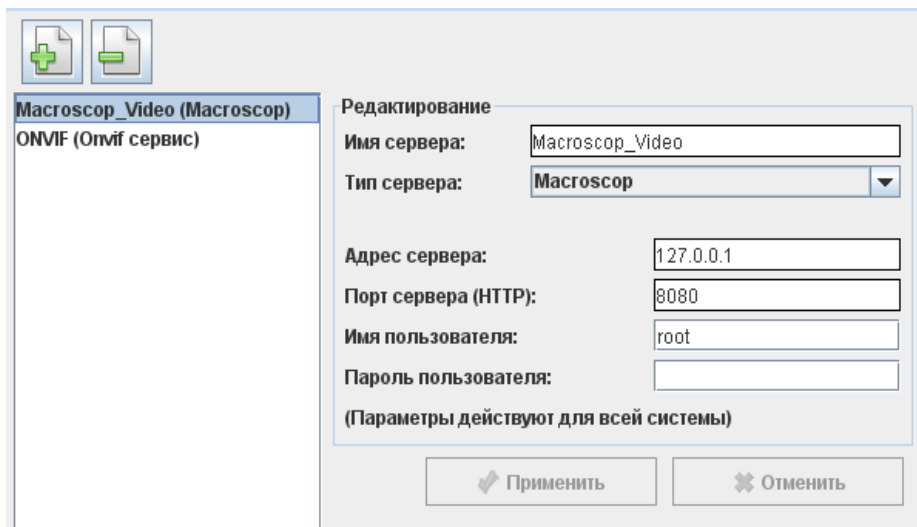 Macroscop_Video (Macroscop)
ONVIF (Onvif сервис)
Редактирование
Имя сервера: Macroscop_Video
Тип сервера: Macroscop
Адрес сервера: 127.0.0.1
Порт сервера (HTTP): 8080
Имя пользователя: root
Пароль пользователя:
(Параметры действуют для всей системы)
Применить Отменить